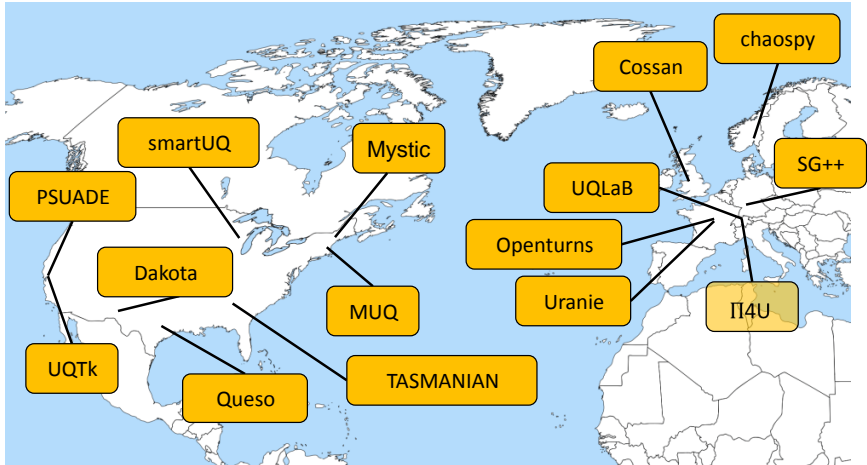 chaospy
Cossan
smartUQ
Mystic
SG++
PSUADE
UQLaB
Openturns
Dakota
Uranie
MUQ
Π4U
UQTk
TASMANIAN
Queso